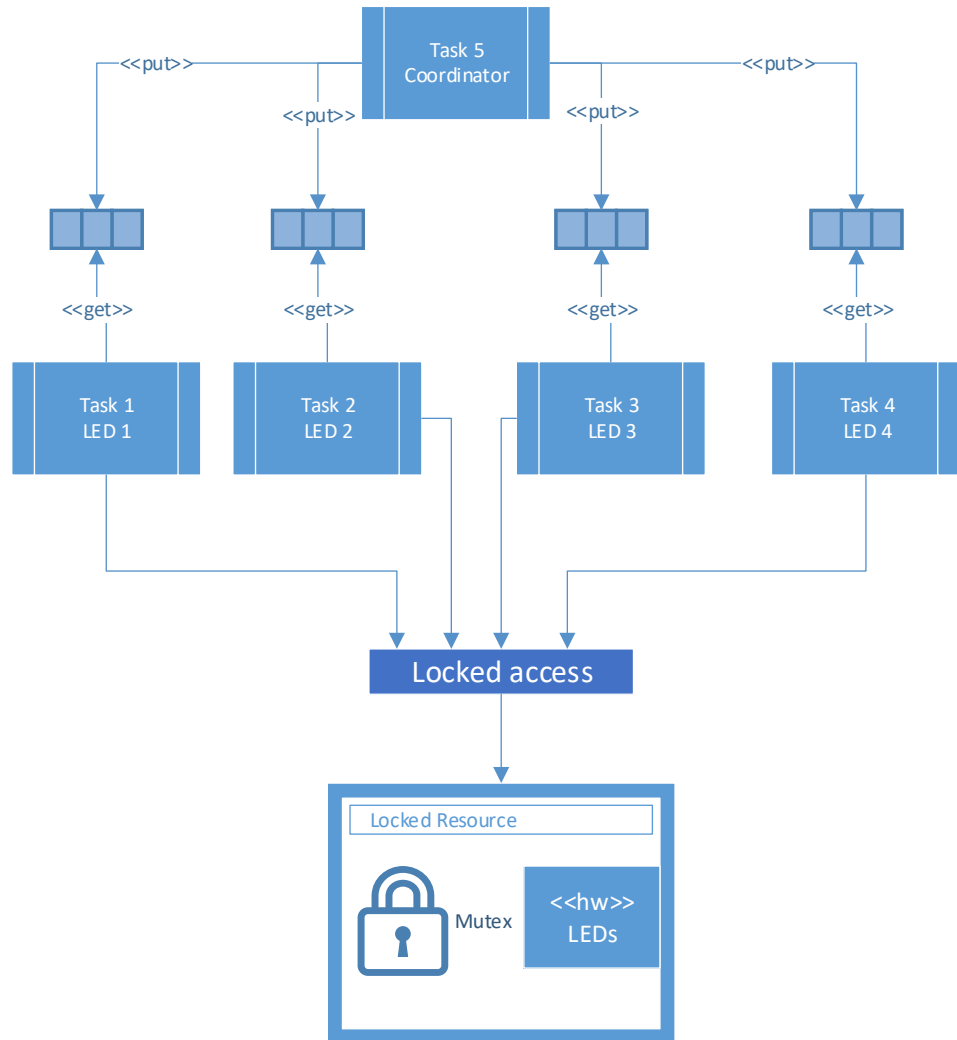 Task 5
Coordinator
<<put>>
<<put>>
<<put>>
<<put>>
<<get>>
<<get>>
<<get>>
<<get>>
Task 1
LED 1
Task 2
LED 2
Task 3
LED 3
Task 4
LED 4
Locked access
Locked Resource
Mutex
<<hw>>
LEDs